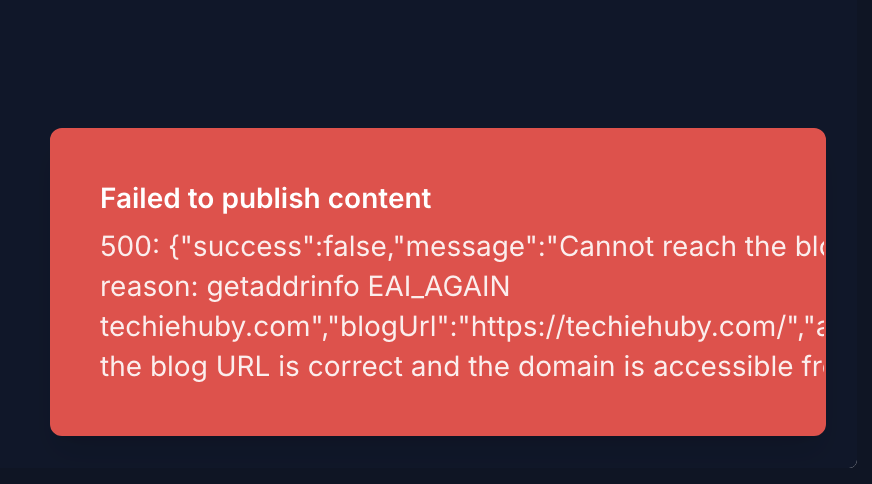 Failed to publish content
500: {"success":false,"message":"Cannot reach the
reason: getaddrinfo EAI_AGAIN
techiehuby.com","blogUrl":"https://techiehuby.com/","
the blog URL is correct and the domain is accessible